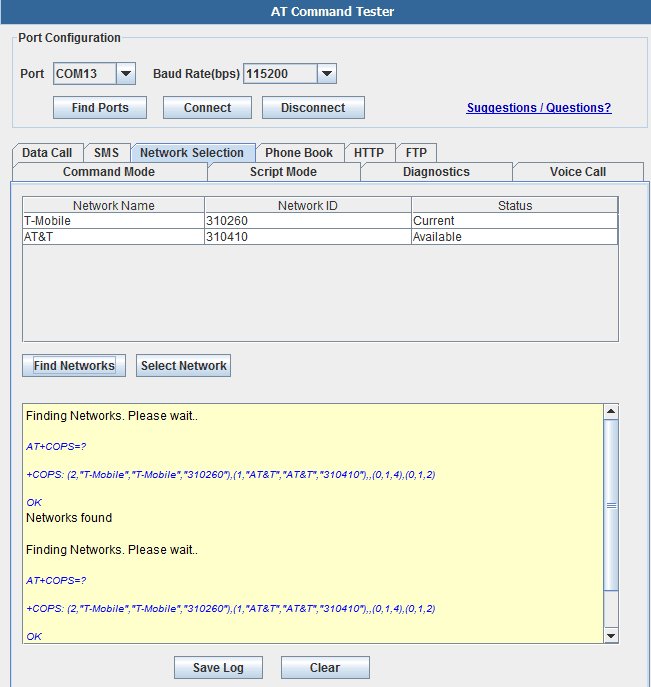 AT Command Tester
Port Configuration
Port COM13 Baud Rate(bps) 115200
Find Ports Connect Disconnect Suggestions / Questions?
Data Call SMS Network Selection Phone Book HTTP FTP
Command Mode Script Mode Diagnostics Voice Call
Network Name Network ID Status
T-Mobile 310260 Current
AT&T 310410 Available
Find Networks Select Network
Finding Networks. Please wait..
AT+COPS=?
+COPS: (2,"T-Mobile","T-Mobile","310260"),(1,"AT&T","AT&T","310410"),,(0,1,4),(0,1,2)
OK
Networks found
Finding Networks. Please wait..
AT+COPS=?
+COPS: (2,"T-Mobile","T-Mobile","310260"),(1,"AT&T","AT&T","310410"),,(0,1,4),(0,1,2)
OK
Save Log Clear